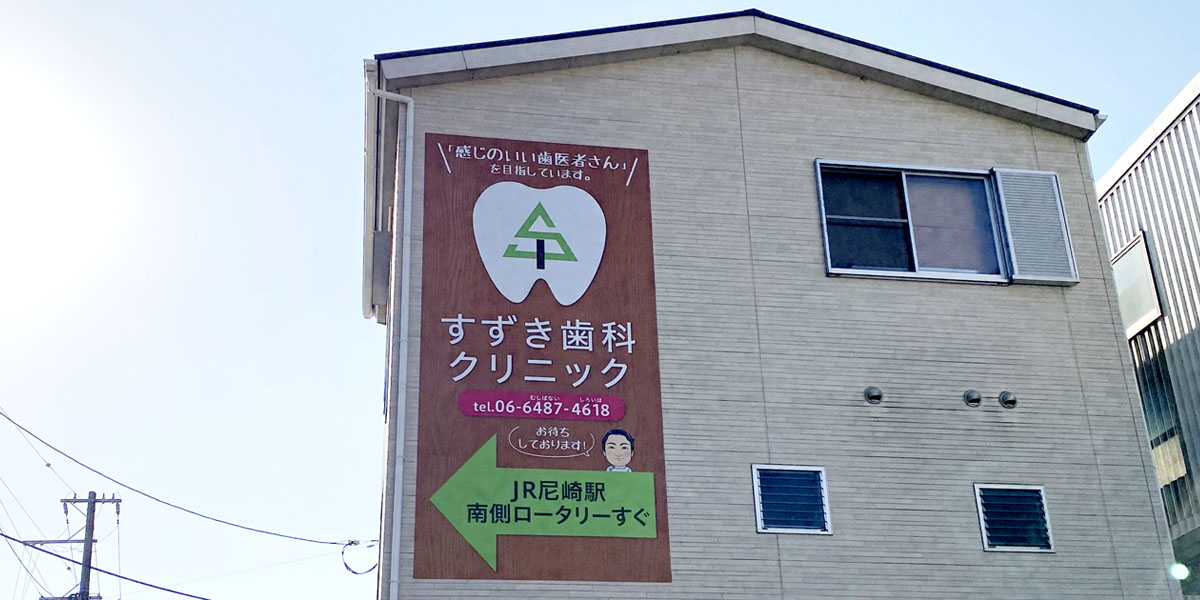 「感じのいい歯医者さん」
を目指しています。
すずき歯科
クリニック
むしばない しろいは
tel.06-6487-4618
お待ち
しております!
JR尼崎駅
南側ロータリーすぐ